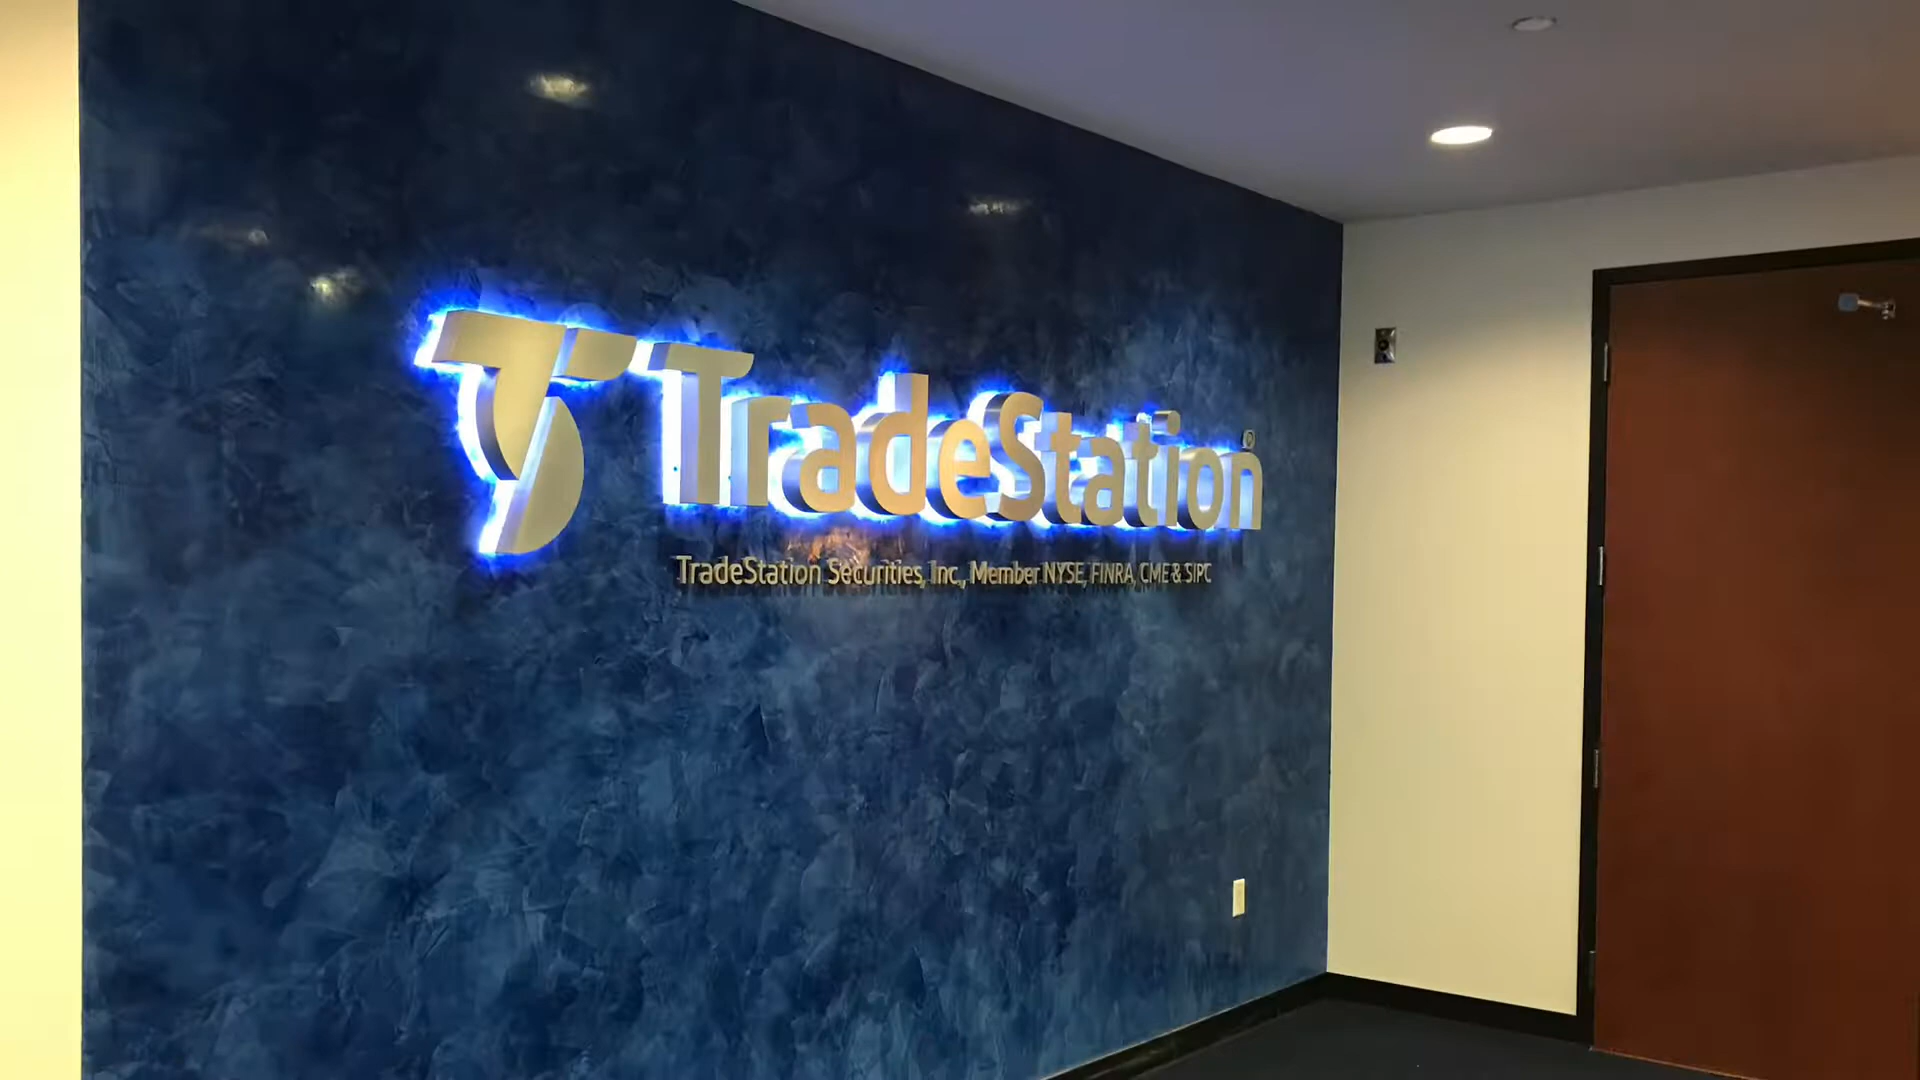 TradeStation®
TradeStation Securities, Inc., Member NYSE, FINRA, CME & SIPC